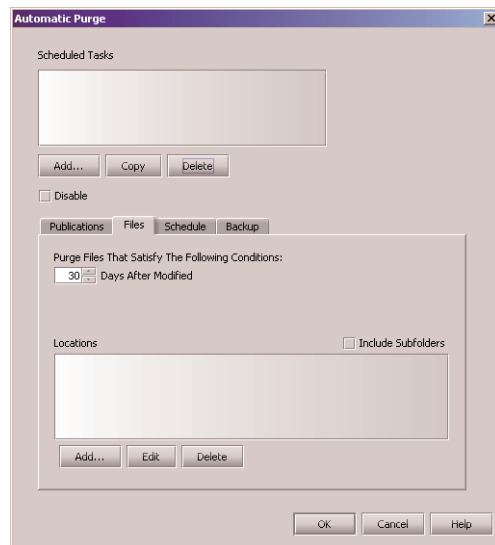 Automatic Purge
Scheduled Tasks
Add... Copy Delete
Disable
Publications Files Schedule Backup
Purge Files That Satisfy The Following Conditions:
30 Days After Modified
Locations Include Subfolders
Add... Edit Delete
OK Cancel Help